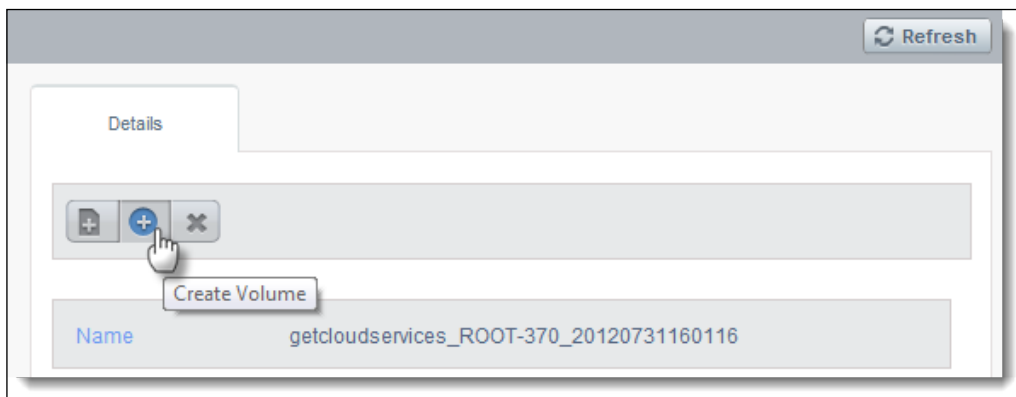 Refresh
Details
Create Volume
Name getcloudservices_ROOT-370_20120731160116